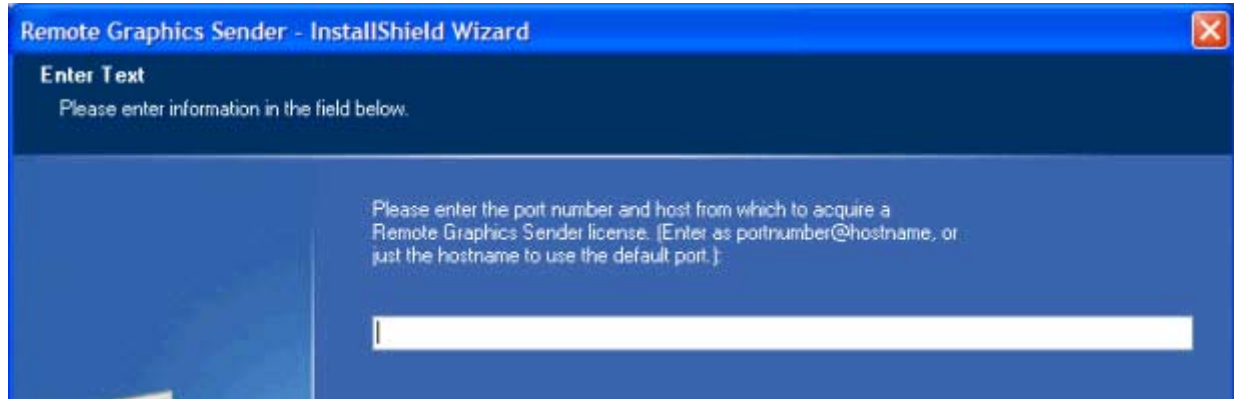 Remote Graphics Sender - InstallShield Wizard
Enter Text
Please enter information in the field below.
Please enter the port number and host from which to acquire a
Remote Graphics Sender license. (Enter as portnumber@hostname, or
just the hostname to use the default port.):